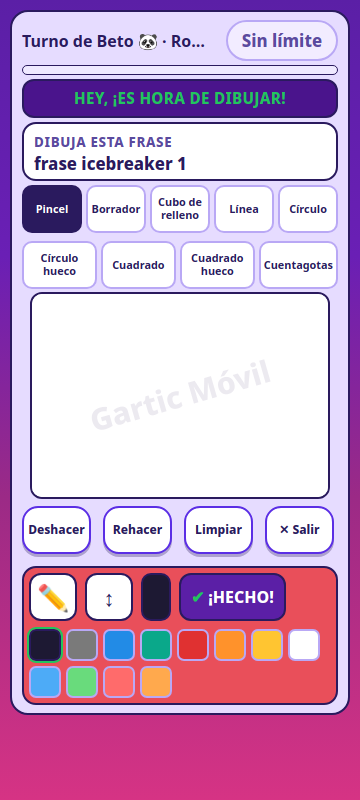 Turno de Beto 🐼 · Ro...
Sin límite
HEY, ¡ES HORA DE DIBUJAR!
DIBUJA ESTA FRASE
frase icebreaker 1
Pincel
Borrador
Cubo de
relleno
Línea
Círculo
Círculo
hueco
Cuadrado
Cuadrado
hueco
Cuentagotas
Gartic Móvil
Deshacer
Rehacer
Limpiar
✕ Salir
✔ ¡HECHO!